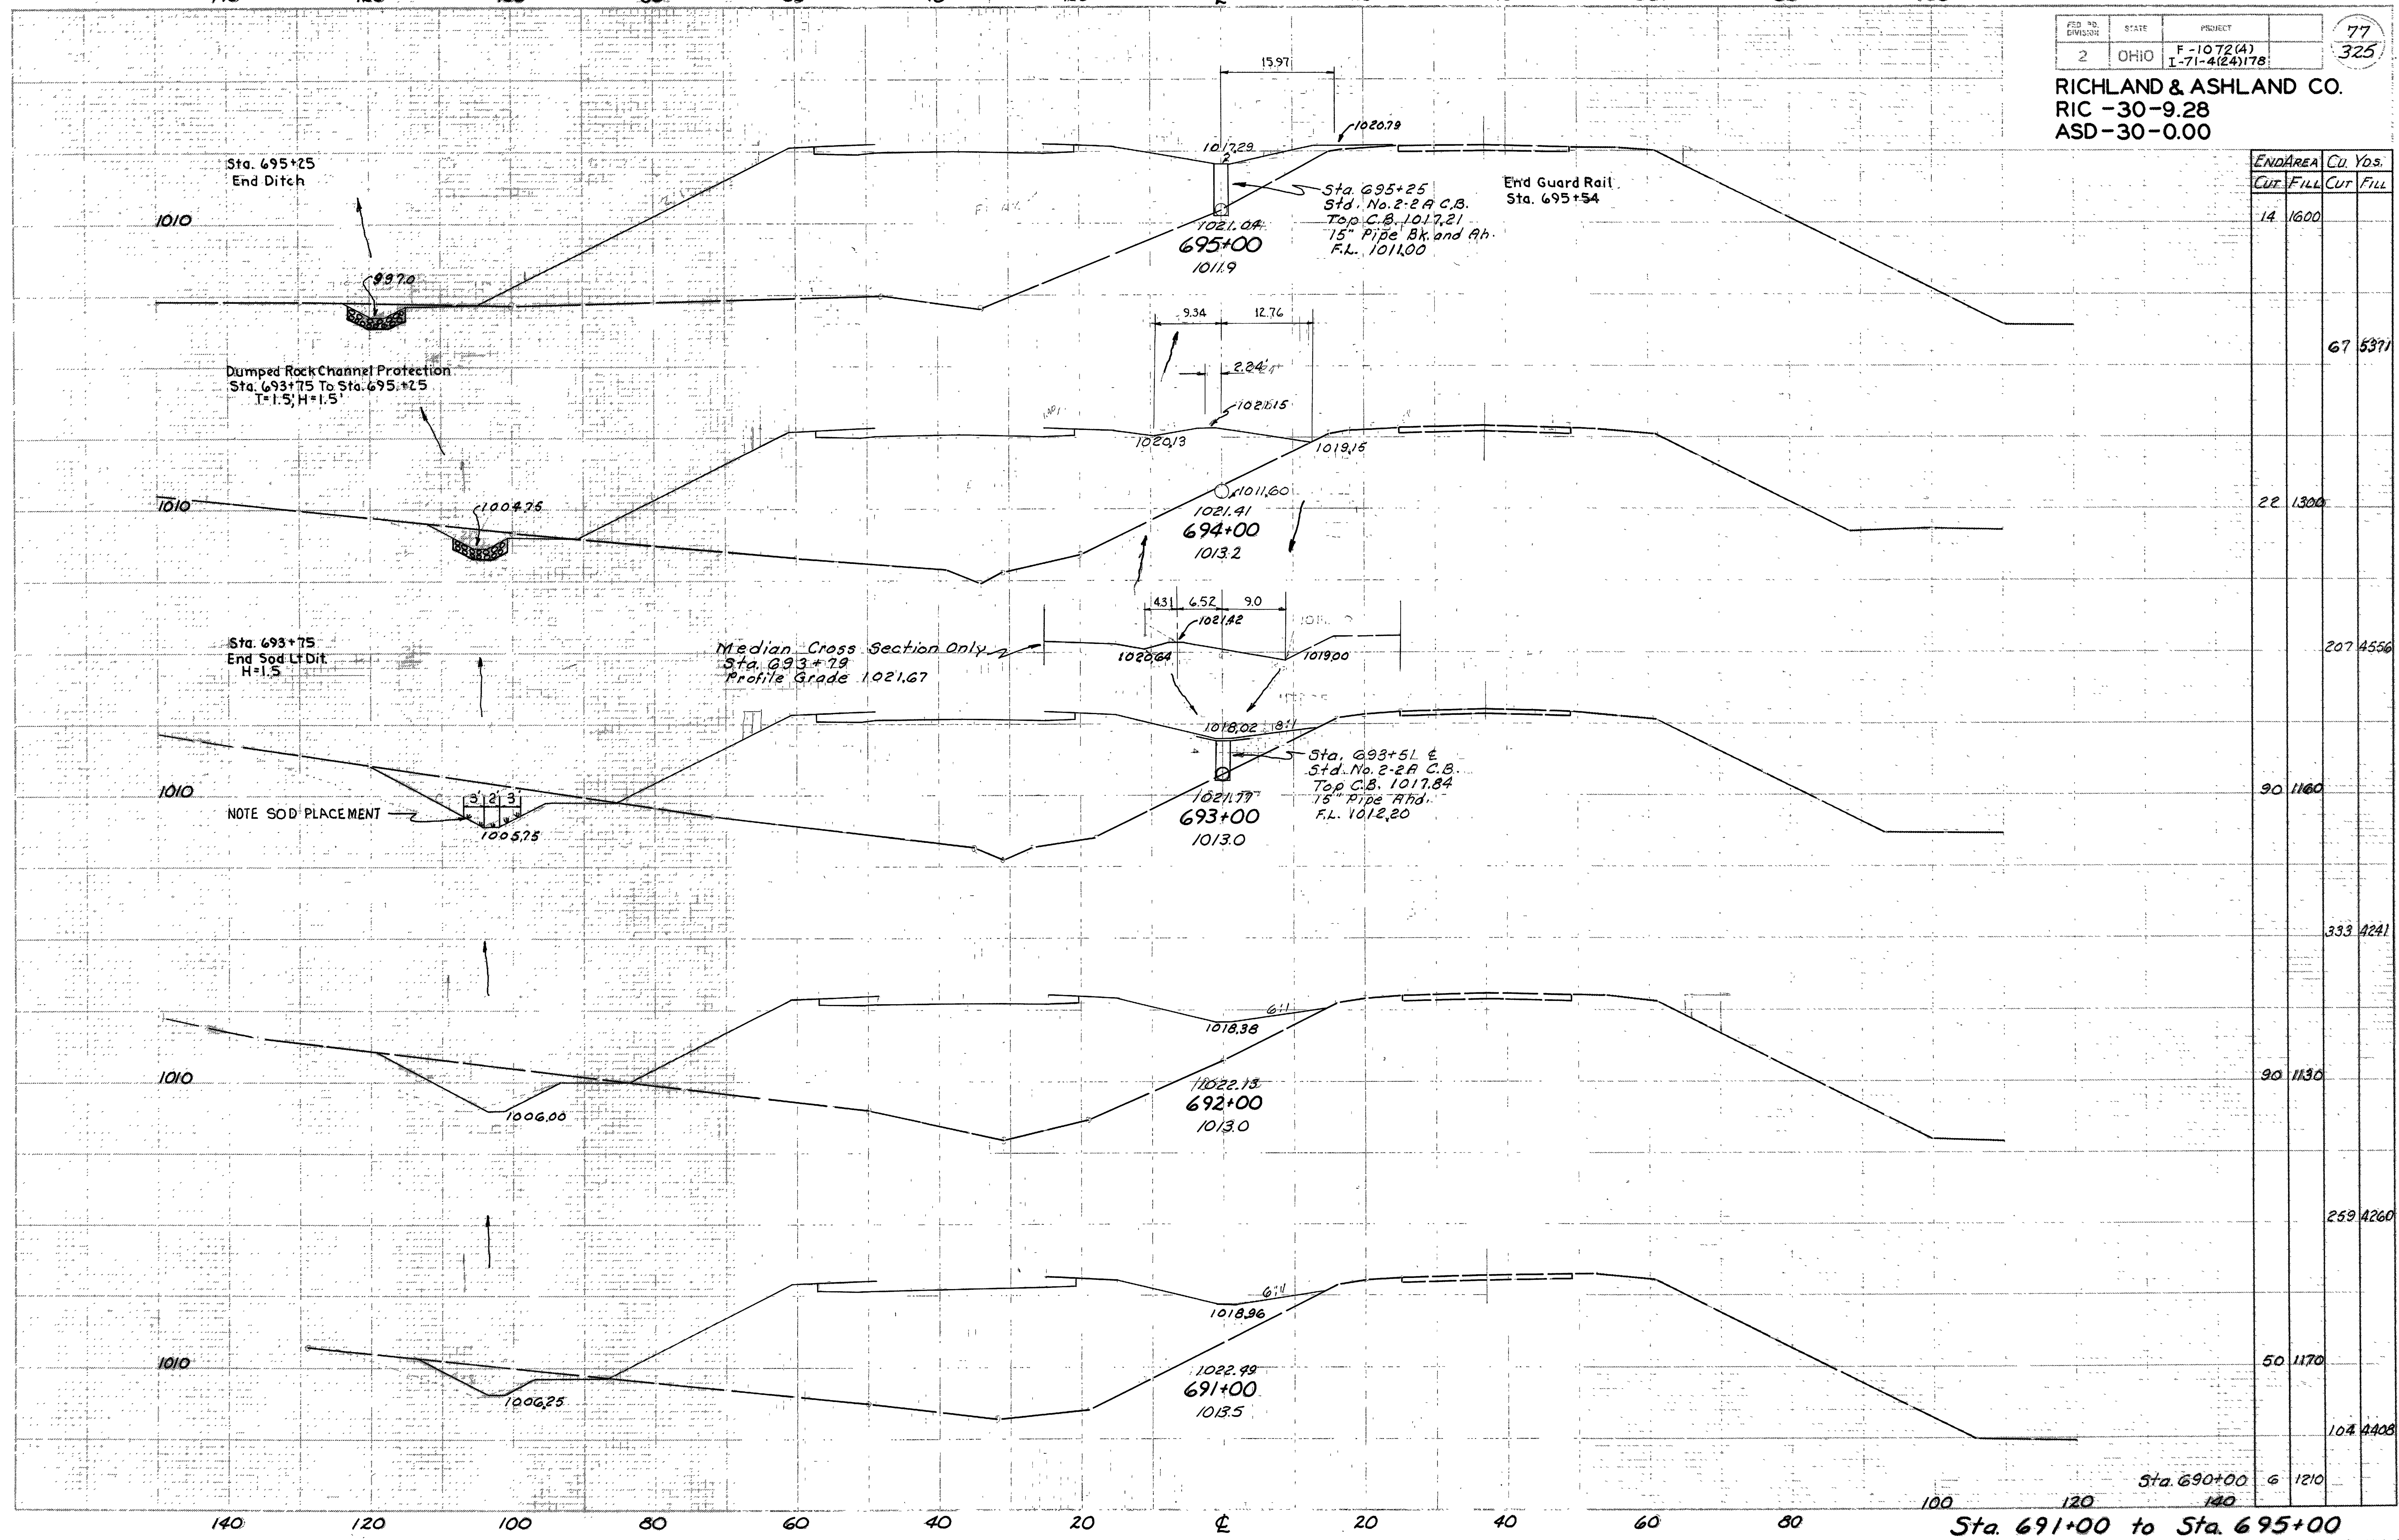 FED. RD. DIVISION STATE PROJECT
2 OHIO F-1072(4)
I-71-4(24)178
77
325
RICHLAND & ASHLAND CO.
RIC -30-9.28
ASD-30-0.00
END AREA CU. YDS.
CUT FILL CUT FILL
14 1600
67 5371
22 1300
207 4556
90 1160
333 4241
90 1130
259 4260
50 1170
104 4408
Sta. 690+00 6 1210
15.97
1020.79
1017.29
2
Sta. 695+25
End Ditch
1010
997.0
Sta. 695+25
Std. No. 2-2A C.B.
Top C.B. 1017.21
15" Pipe Bk. and Ah.
F.L. 1011.00
End Guard Rail
Sta. 695+54
1021.04
695+00
1011.9
9.34 12.76
2.24'
Dumped Rock Channel Protection
Sta. 693+75 To Sta. 695+25
T=1.5', H=1.5'
1021.15
1020.13
1019.15
1010
1004.75
1011.60
1021.41
694+00
1013.2
4.31 6.52 9.0
1021.42
Sta. 693+75
End Sod Lt Dit.
H=1.5
Median Cross Section Only
Sta. 693+79
Profile Grade 1021.67
1020.64
1019.00
1018.02 8:1
Sta. 693+51 ℄
Std. No. 2-2A C.B.
Top C.B. 1017.84
15" Pipe Ahd.
F.L. 1012.20
1010
3' 2' 3'
NOTE SOD PLACEMENT
1005.75
1021.77
693+00
1013.0
6:1
1018.38
1010
1006.00
1022.13
692+00
1013.0
6:1
1018.96
1010
1006.25
1022.49
691+00
1013.5
100 120 140
140 120 100 80 60 40 20 ℄ 20 40 60 80
Sta. 691+00 to Sta. 695+00